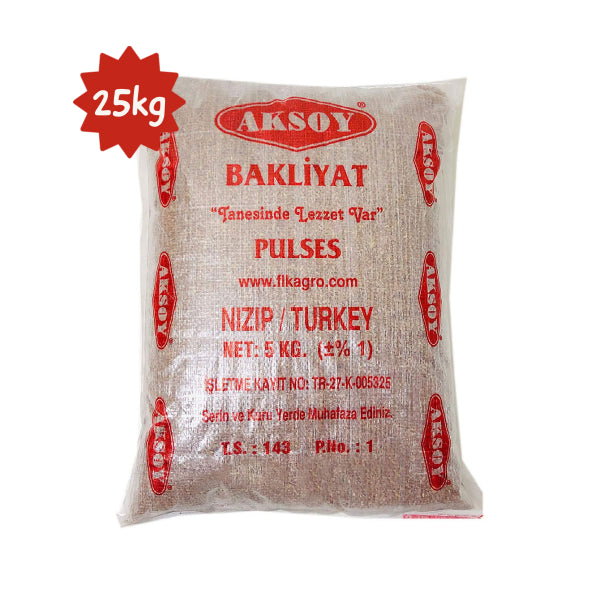 25kg
AKSOY®
BAKLİYAT
"Tanesinde Lezzet Var"
PULSES
www.flkagro.com
NIZIP / TURKEY
NET: 5 KG. (±% 1)
İŞLETME KAYIT NO: TR-27-K-005325
Serin ve Kuru Yerde Muhafaza Ediniz.
T.S. : 143 P.No. : 1
AKSOY
AKSOY
AKSOY
AKSOY
AKSOY
AKSOY